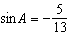 sin A = −5/13